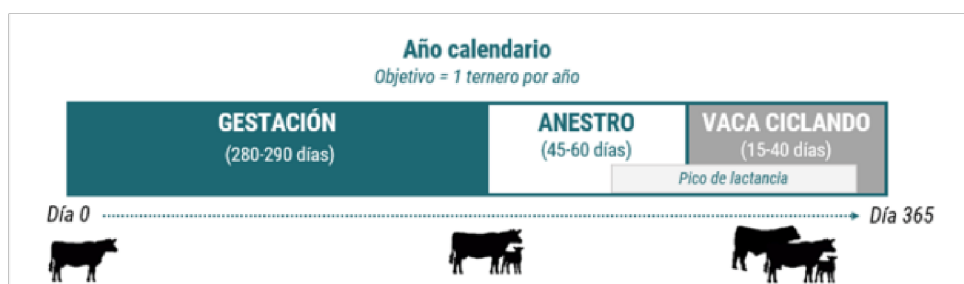 Año calendario
Objetivo = 1 ternero por año
GESTACIÓN
(280-290 días)
ANESTRO
(45-60 días)
VACA CICLANDO
(15-40 días)
Pico de lactancia
Día 0
Día 365